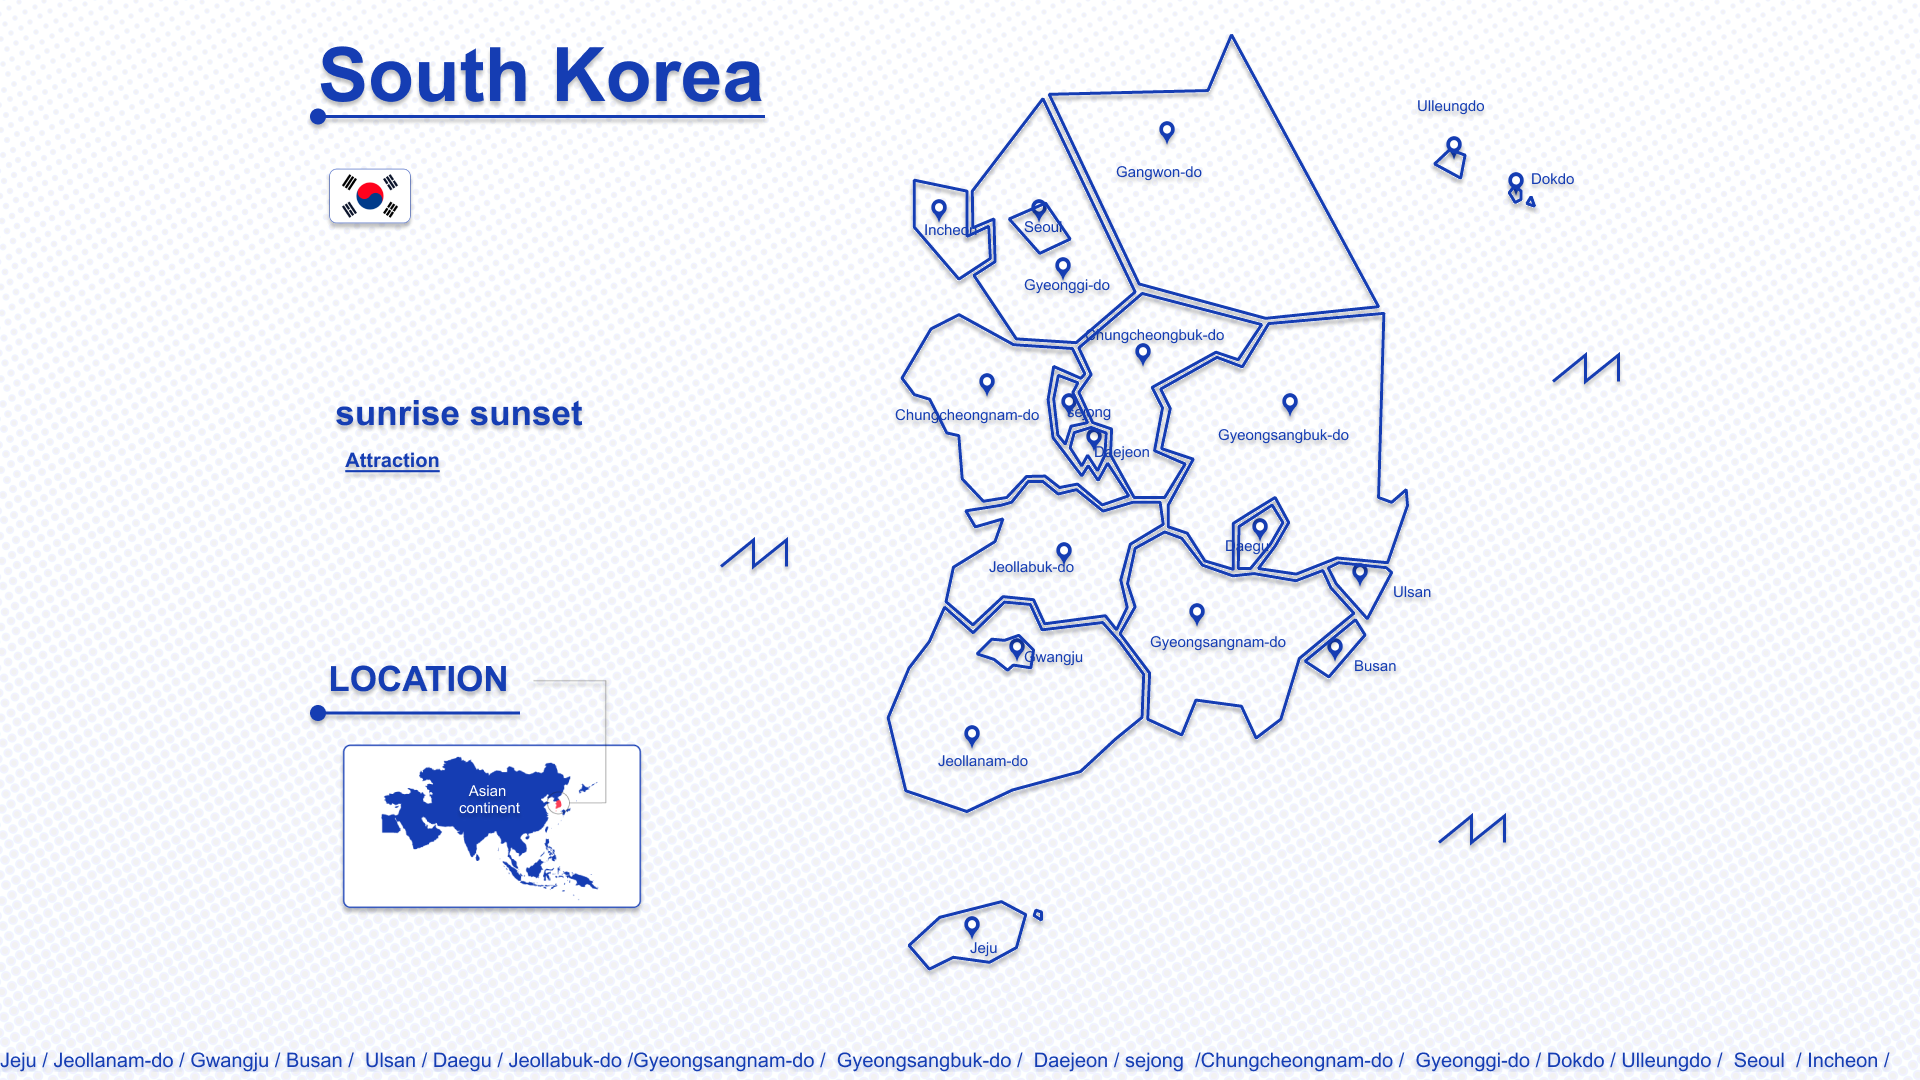 South Korea
Ulleungdo
Gangwon-do
Dokdo
Incheon
Seoul
Gyeonggi-do
Chungcheongbuk-do
sunrise sunset
Chungcheongnam-do
sejong
Gyeongsangbuk-do
Attraction
Daejeon
Daegu
Jeollabuk-do
Ulsan
Gyeongsangnam-do
Gwangju
Busan
LOCATION
Jeollanam-do
Asian
continent
Jeju
Jeju / Jeollanam-do / Gwangju / Busan /  Ulsan / Daegu / Jeollabuk-do /Gyeongsangnam-do /  Gyeongsangbuk-do /  Daejeon / sejong  /Chungcheongnam-do /  Gyeonggi-do / Dokdo / Ulleungdo /  Seoul  / Incheon /